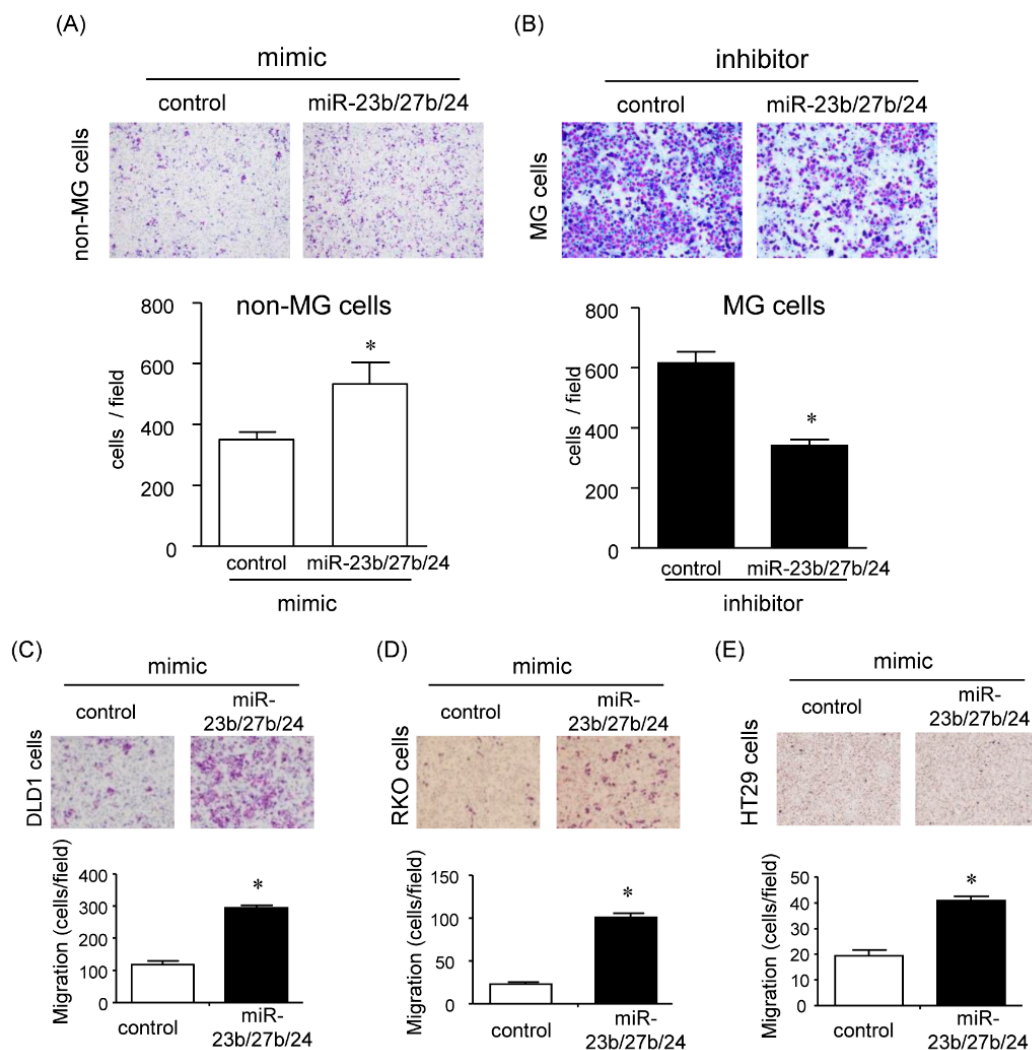 (A)
mimic
control miR-23b/27b/24
non-MG cells
800
600
400
200
0
cells / field
non-MG cells
*
control miR-23b/27b/24
mimic
(B)
inhibitor
control miR-23b/27b/24
MG cells
800
600
400
200
0
cells / field
MG cells
*
control miR-23b/27b/24
inhibitor
(C)
mimic
control
miR-
23b/27b/24
DLD1 cells
Migration (cells/field)
400
300
200
100
0
*
control
miR-
23b/27b/24
(D)
mimic
control
miR-
23b/27b/24
RKO cells
Migration (cells/field)
150
100
50
0
*
control
miR-
23b/27b/24
(E)
mimic
control
miR-
23b/27b/24
HT29 cells
Migration (cells/field)
50
40
30
20
10
0
*
control
miR-
23b/27b/24